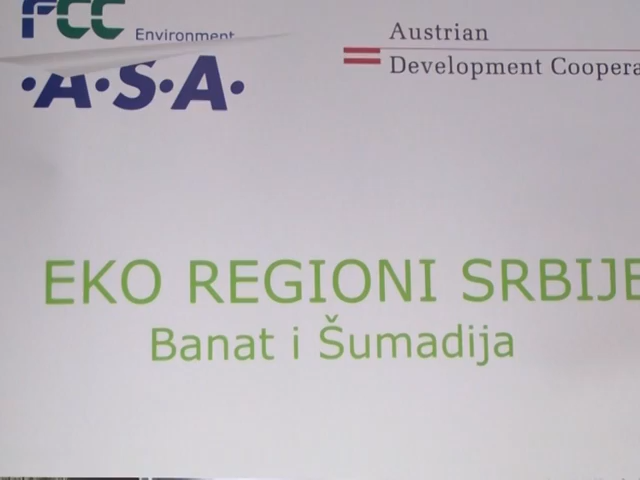 FCC Environment
.A.S.A.
Austrian
Development Coopera
EKO REGIONI SRBIJE
Banat i Šumadija